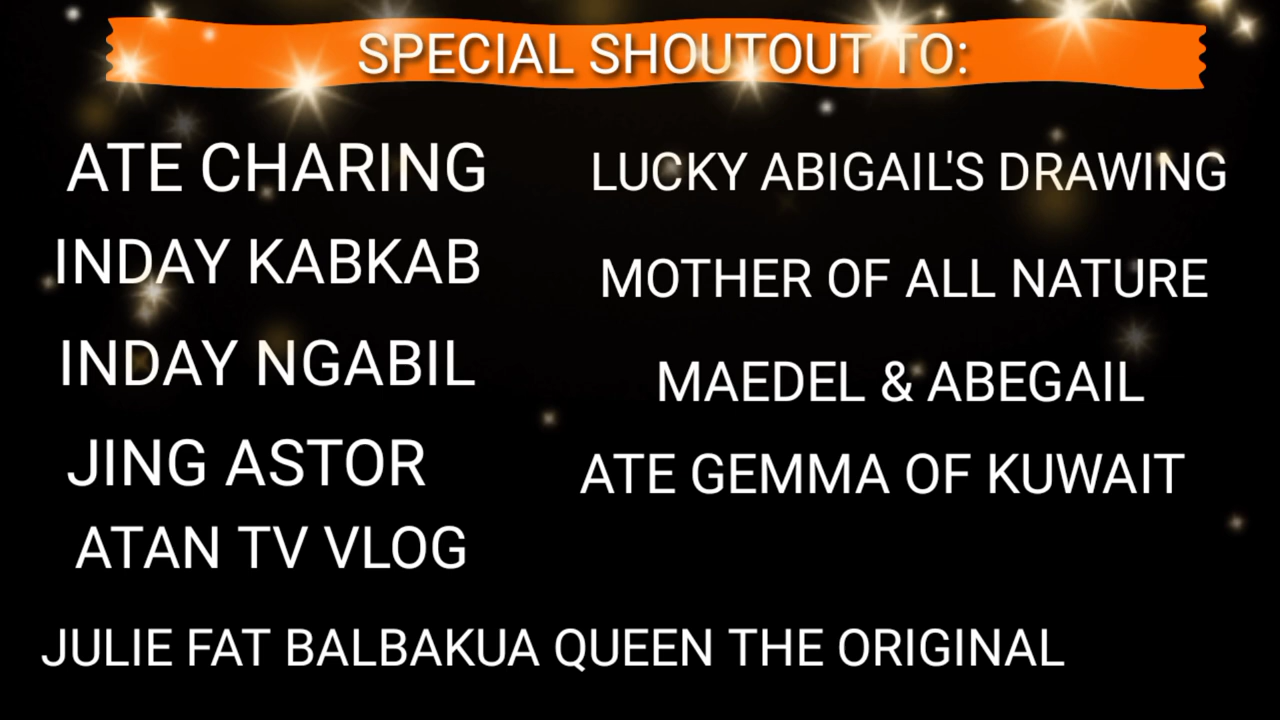 SPECIAL SHOUTOUT TO:
ATE CHARING
INDAY KABKAB
INDAY NGABIL
JING ASTOR
ATAN TV VLOG
LUCKY ABIGAIL'S DRAWING
MOTHER OF ALL NATURE
MAEDEL & ABEGAIL
ATE GEMMA OF KUWAIT
JULIE FAT BALBAKUA QUEEN THE ORIGINAL